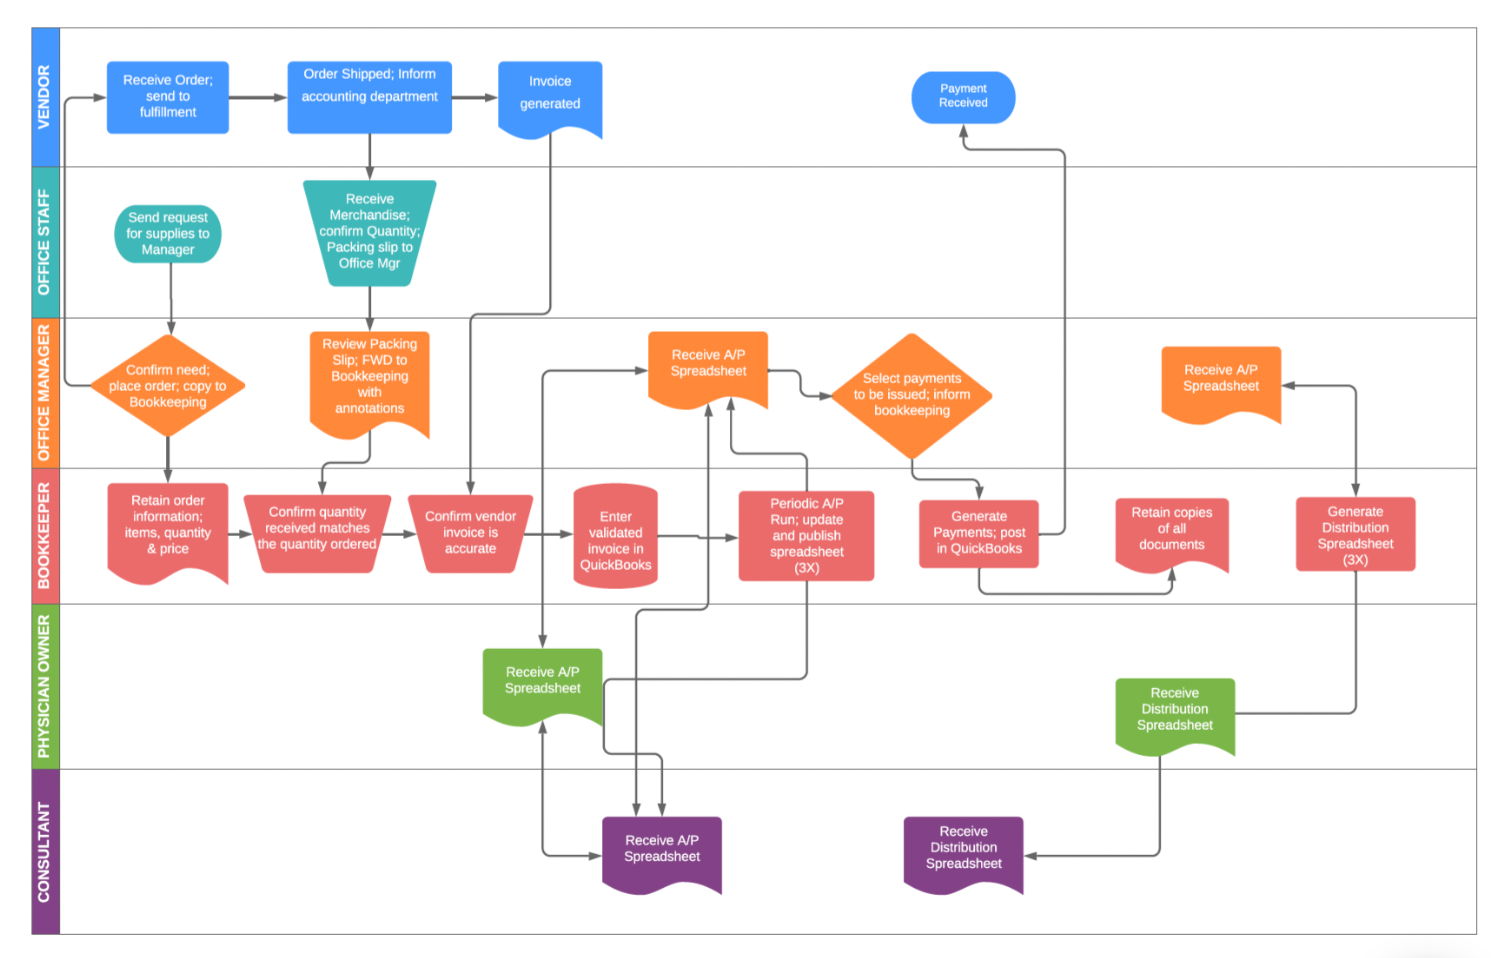 VENDOR
Receive Order;
send to
fulfillment
Order Shipped; Inform
accounting department
Invoice
generated
Payment
Received
OFFICE STAFF
Send request
for supplies to
Manager
Receive
Merchandise;
confirm Quantity;
Packing slip to
Office Mgr
OFFICE MANAGER
Confirm need;
place order; copy to
Bookkeeping
Review Packing
Slip; FWD to
Bookkeeping
with
annotations
Receive A/P
Spreadsheet
Select payments
to be issued; inform
bookkeeping
Receive A/P
Spreadsheet
BOOKKEEPER
Retain order
information;
items, quantity
& price
Confirm quantity
received matches
the quantity ordered
Confirm vendor
invoice is
accurate
Enter
validated
invoice in
QuickBooks
Periodic A/P
Run; update
and publish
spreadsheet
(3X)
Generate
Payments; post
in QuickBooks
Retain copies
of all
documents
Generate
Distribution
Spreadsheet
(3X)
PHYSICIAN OWNER
Receive A/P
Spreadsheet
Receive
Distribution
Spreadsheet
CONSULTANT
Receive A/P
Spreadsheet
Receive
Distribution
Spreadsheet